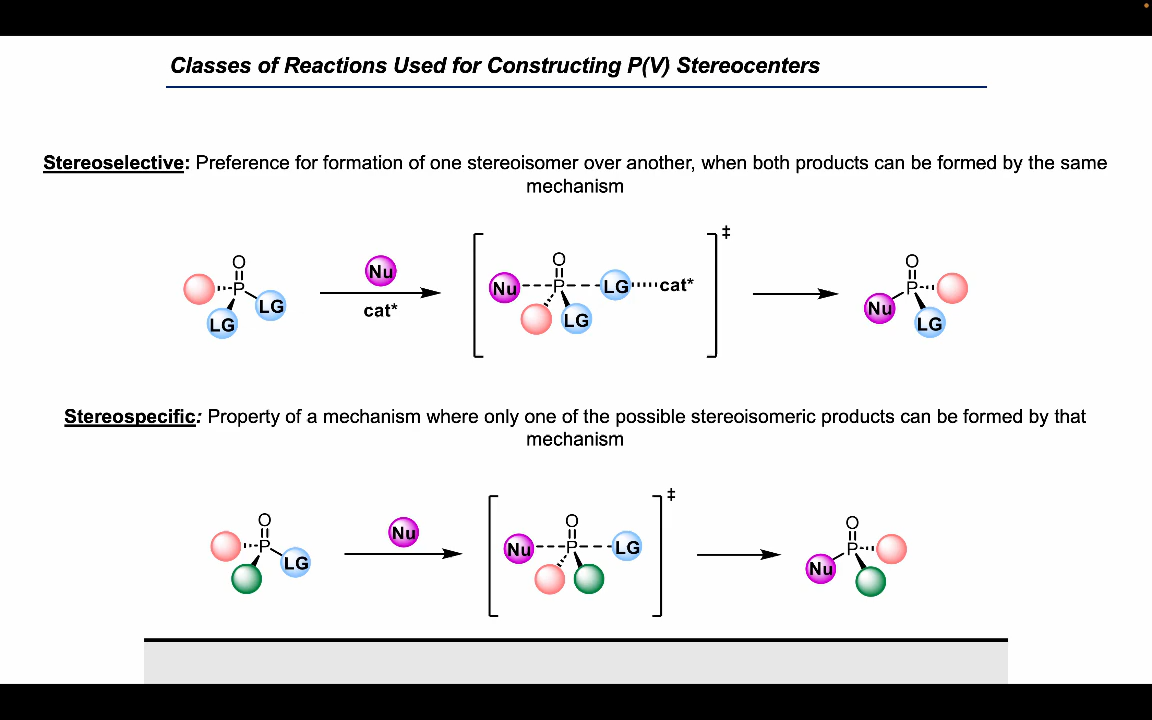 Classes of Reactions Used for Constructing P(V) Stereocenters
Stereoselective: Preference for formation of one stereoisomer over another, when both products can be formed by the same
mechanism
O
P
LG
LG
Nu
cat*
O
Nu
P
LG
cat*
LG
‡
O
P
Nu
LG
Stereospecific: Property of a mechanism where only one of the possible stereoisomeric products can be formed by that
mechanism
O
P
LG
Nu
O
Nu
P
LG
‡
O
P
Nu